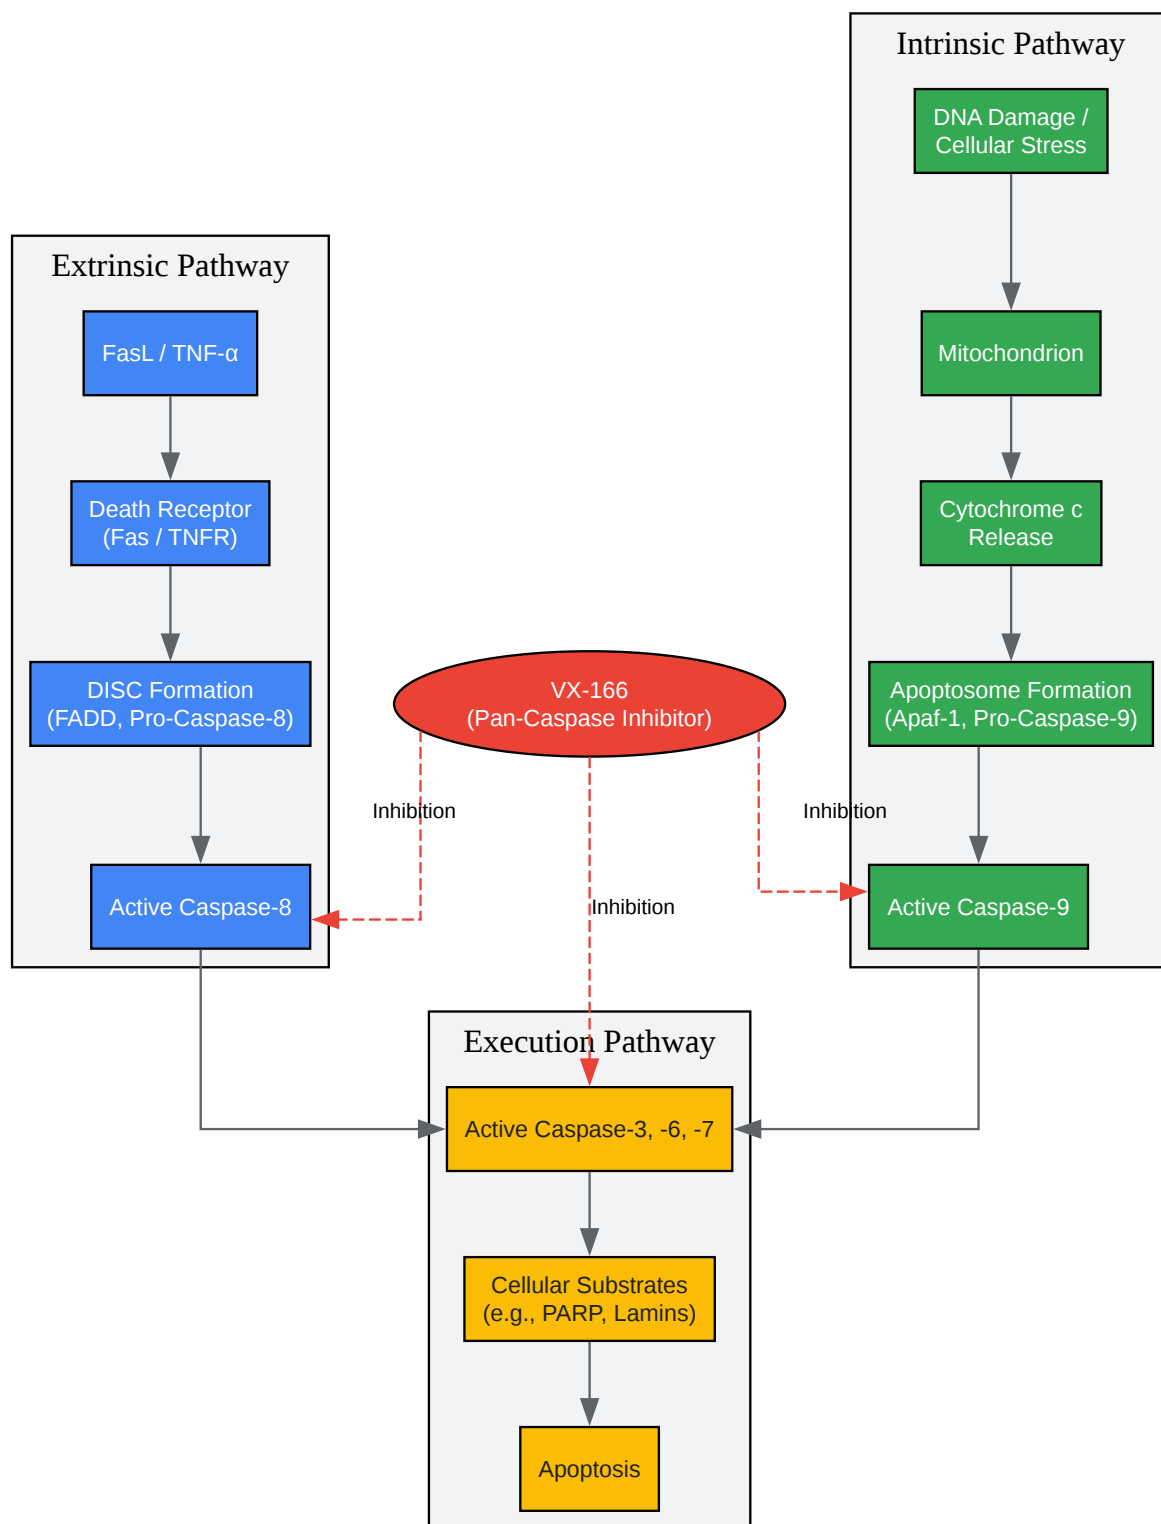 Intrinsic Pathway
DNA Damage /
Cellular Stress
Mitochondrion
Cytochrome c
Release
Apoptosome Formation
(Apaf-1, Pro-Caspase-9)
Active Caspase-9
Extrinsic Pathway
FasL / TNF-α
Death Receptor
(Fas / TNFR)
DISC Formation
(FADD, Pro-Caspase-8)
Active Caspase-8
VX-166
(Pan-Caspase Inhibitor)
Inhibition
Inhibition
Inhibition
Execution Pathway
Active Caspase-3, -6, -7
Cellular Substrates
(e.g., PARP, Lamins)
Apoptosis